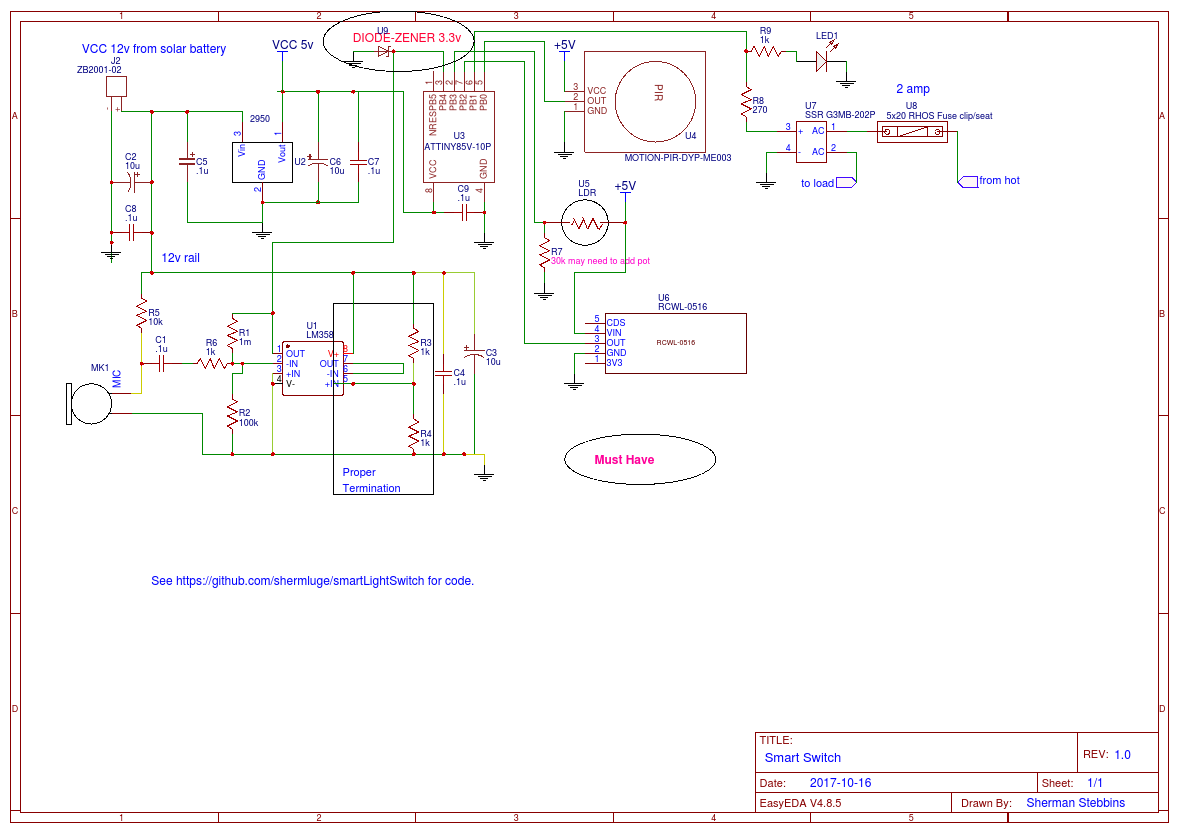 1 2 3 4 5
A
B
C
D
VCC 12v from solar battery
J2
ZB2001-02
- +
VCC 5v
U9
DIODE-ZENER 3.3v
2950
3
Vin
1
Vout
GND
2
U2
C2
10u
C5
.1u
C8
.1u
C6
10u
C7
.1u
1 3 2 7 6 5
NRESPB5
PB4
PB3
PB2
PB1
PB0
U3
ATTINY85V-10P
VCC
GND
8
4
C9
.1u
+5V
3 VCC
2 OUT
1 GND
PIR
U4
MOTION-PIR-DYP-ME003
R9
1k
LED1
R8
270
2 amp
U7
SSR G3MB-202P
3 + AC 1
4 - AC 2
U8
5x20 RHOS Fuse clip/seat
to load
from hot
U5
LDR
+5V
R7
30k may need to add pot
12v rail
R5
10k
C1
.1u
R6
1k
R1
1m
MK1
MIC
R2
100k
U1
LM358
1 OUT V+ 8
2 -IN OUT 7
3 +IN -IN 6
4 V- +IN 5
R3
1k
C4
.1u
C3
10u
R4
1k
Proper
Termination
U6
RCWL-0516
5 CDS
4 VIN
3 OUT
2 GND
1 3V3
RCWL-0516
Must Have
See https://github.com/shermluge/smartLightSwitch for code.
TITLE:
Smart Switch
REV: 1.0
Date: 2017-10-16
Sheet: 1/1
EasyEDA V4.8.5
Drawn By: Sherman Stebbins
A
B
C
D
1 2 3 4 5